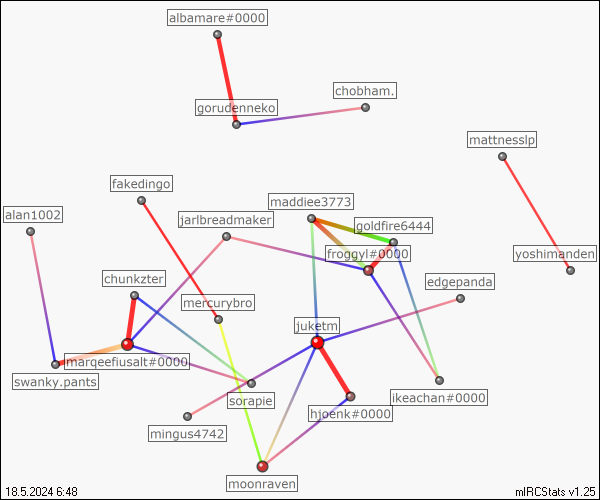 albamare#0000
chobham.
gorudenneko
mattnesslp
fakedingo
maddiee3773
alan1002
jarlbreadmaker
goldfire6444
froggyl#0000
yoshimanden
chunkzter
edgepanda
mercurybro
juketm
marqeefiusalt#0000
swanky.pants
sorapie
ikeachan#0000
hjoenk#0000
mingus4742
moonraven
18.5.2024 6:48
mIRCStats v1.25